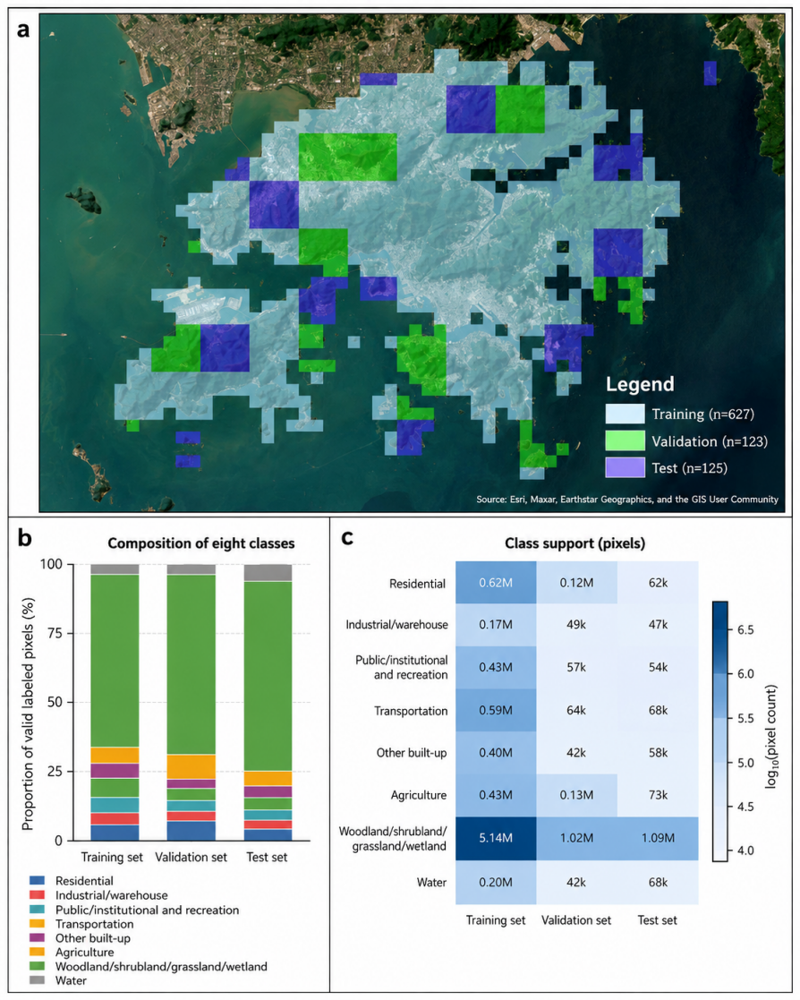 a
Legend
Training (n=627)
Validation (n=123)
Test (n=125)
Source: Esri, Maxar, Earthstar Geographics, and the GIS User Community
b
Composition of eight classes
Proportion of valid labeled pixels (%)
100
75
50
25
0
Training set
Validation set
Test set
Residential
Industrial/warehouse
Public/institutional and recreation
Transportation
Other built-up
Agriculture
Woodland/shrubland/grassland/wetland
Water
c
Class support (pixels)
Residential 0.62M 0.12M 62k
Industrial/warehouse 0.17M 49k 47k
Public/institutional
and recreation 0.43M 57k 54k
Transportation 0.59M 64k 68k
Other built-up 0.40M 42k 58k
Agriculture 0.43M 0.13M 73k
Woodland/shrubland/
grassland/wetland 5.14M 1.02M 1.09M
Water 0.20M 42k 68k
Training set Validation set Test set
6.5
6.0
5.5
5.0
4.5
4.0
log₁₀(pixel count)